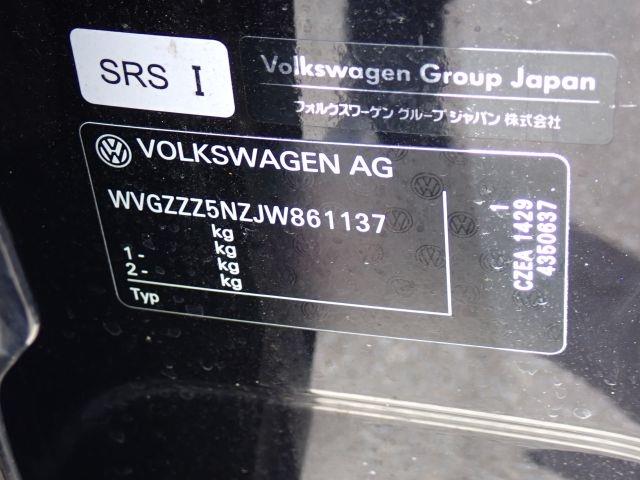 SRS I
Volkswagen Group Japan
フォルクスワーゲン グループ ジャパン 株式会社
VOLKSWAGEN AG
WVGZZZ5NZJW861137
kg
1- kg
2- kg
kg
Typ
1
CZEA 1429
4350637